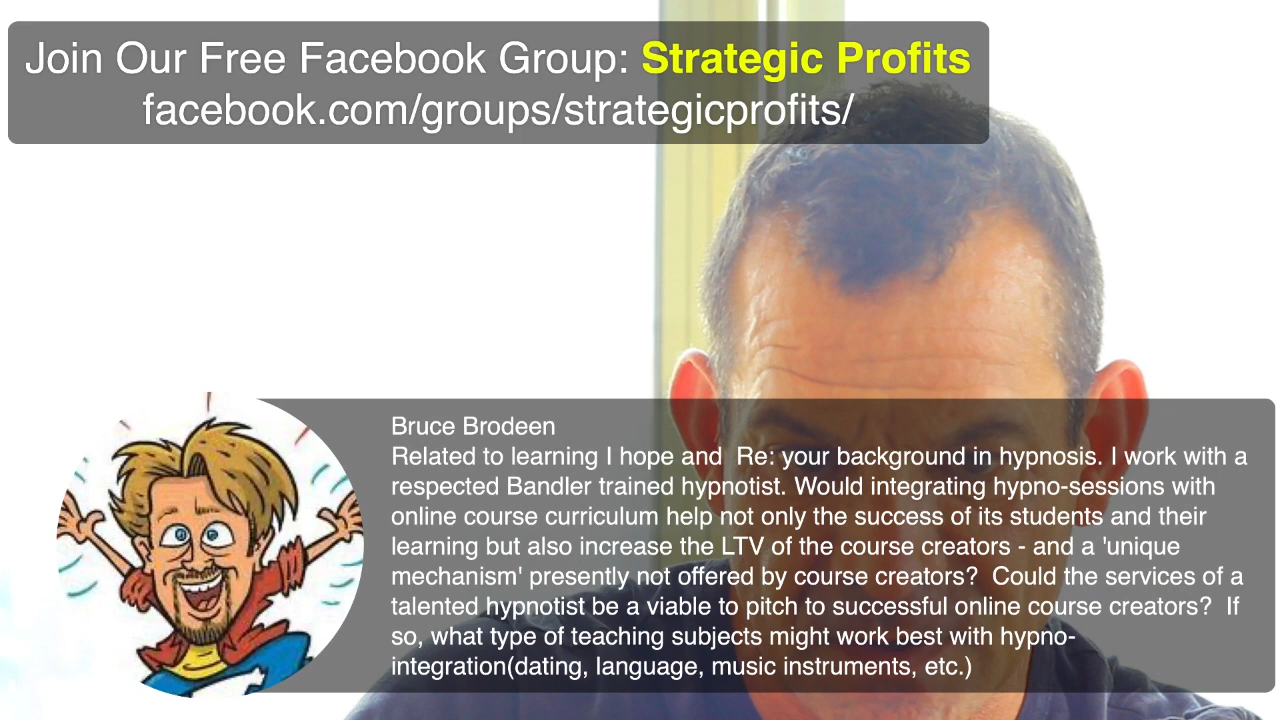 Join Our Free Facebook Group: Strategic Profits
facebook.com/groups/strategicprofits/
Bruce Brodeen
Related to learning I hope and  Re: your background in hypnosis. I work with a
respected Bandler trained hypnotist. Would integrating hypno-sessions with
online course curriculum help not only the success of its students and their
learning but also increase the LTV of the course creators - and a 'unique
mechanism' presently not offered by course creators?  Could the services of a
talented hypnotist be a viable to pitch to successful online course creators?  If
so, what type of teaching subjects might work best with hypno-
integration(dating, language, music instruments, etc.)